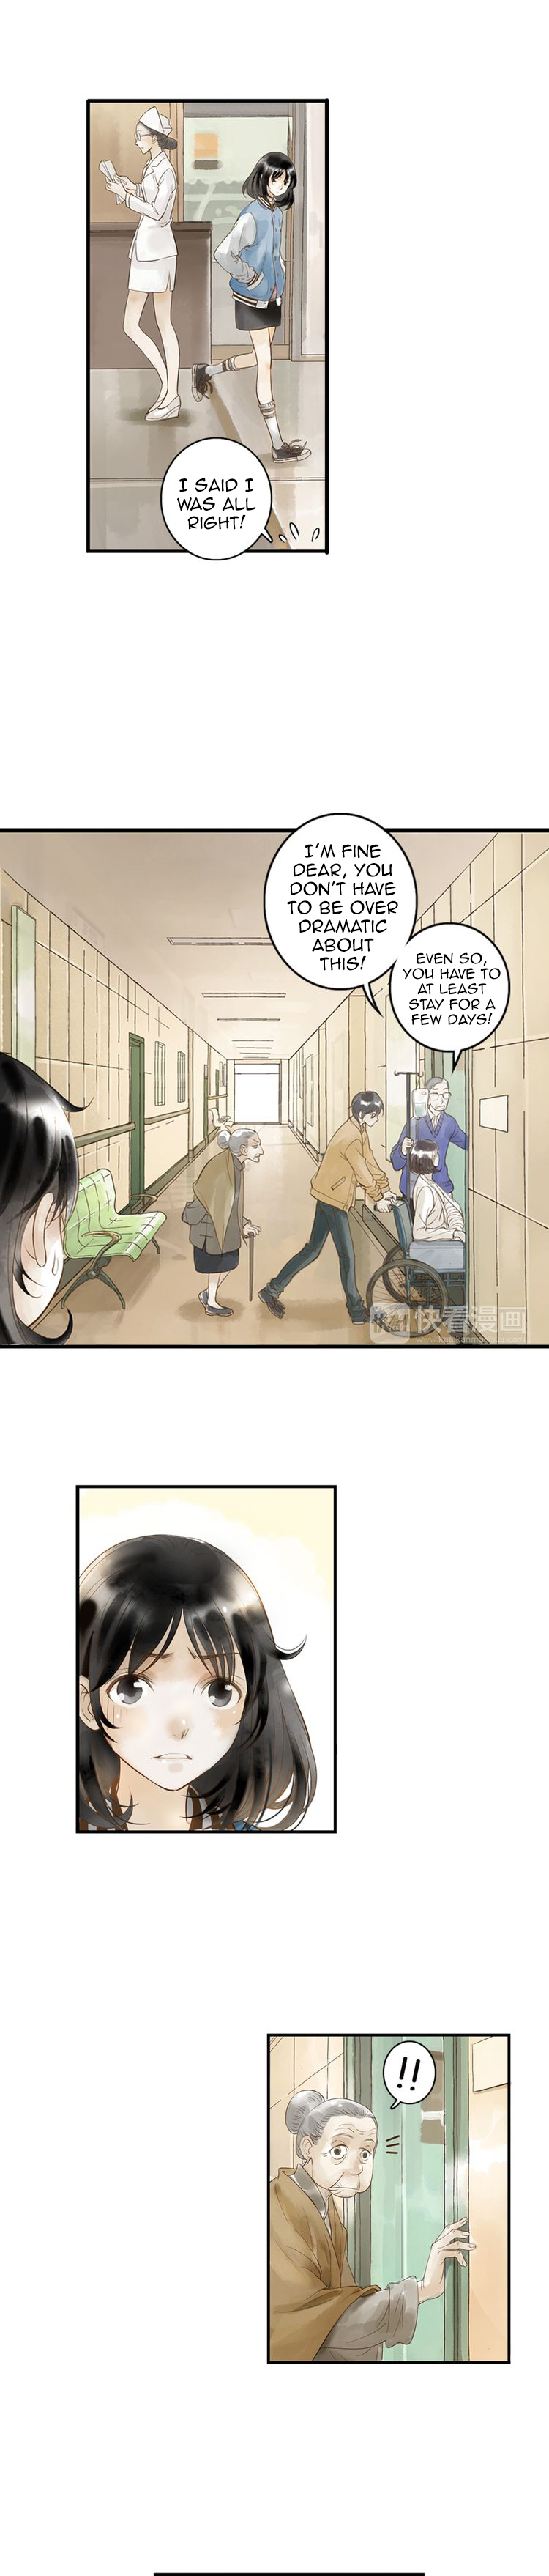 I SAID I
WAS ALL
RIGHT!
I'M FINE
DEAR, YOU
DON'T HAVE
TO BE OVER
DRAMATIC
ABOUT
THIS!
EVEN SO,
YOU HAVE TO
AT LEAST
STAY FOR A
FEW DAYS!
快看漫画
!!